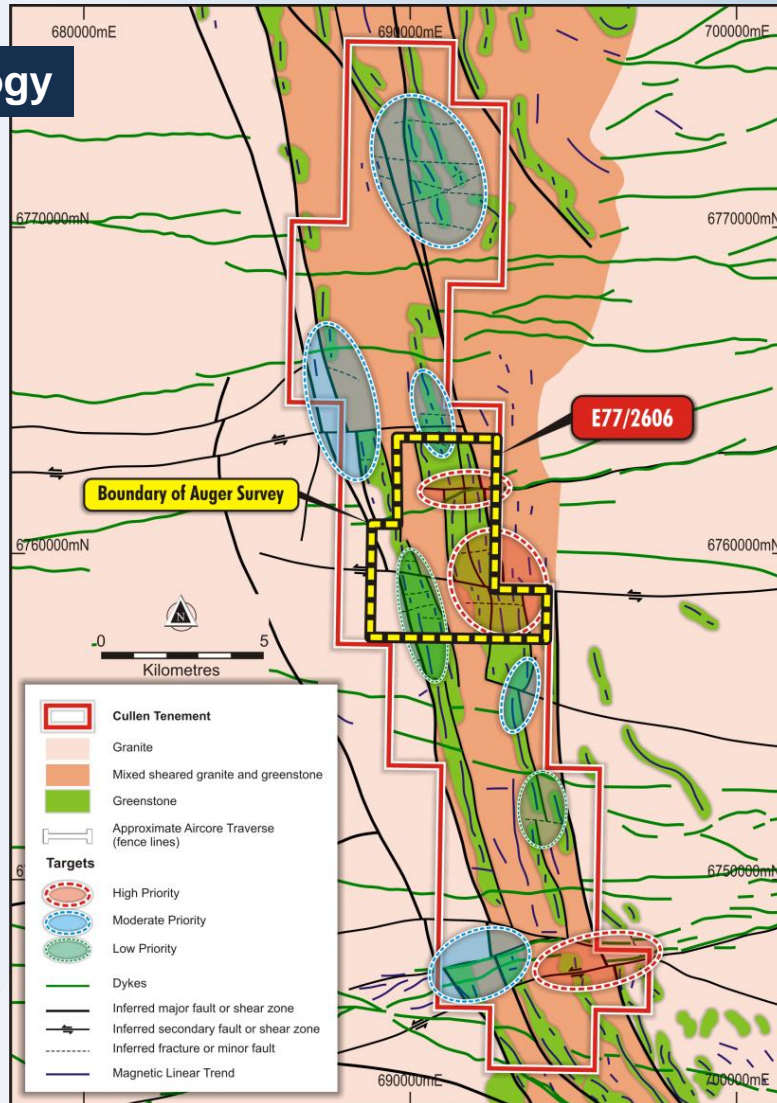 680000mE
690000mE
700000mE
ogy
6770000mN
6770000mN
E77/2606
Boundary of Auger Survey
6760000mN
6760000mN
N
0
5
Kilometres
Cullen Tenement
Granite
Mixed sheared granite and greenstone
Greenstone
Approximate Aircore Traverse
(fence lines)
Targets
High Priority
Moderate Priority
Low Priority
Dykes
Inferred major fault or shear zone
Inferred secondary fault or shear zone
Inferred fracture or minor fault
Magnetic Linear Trend
6750000mN
690000mE
700000mE